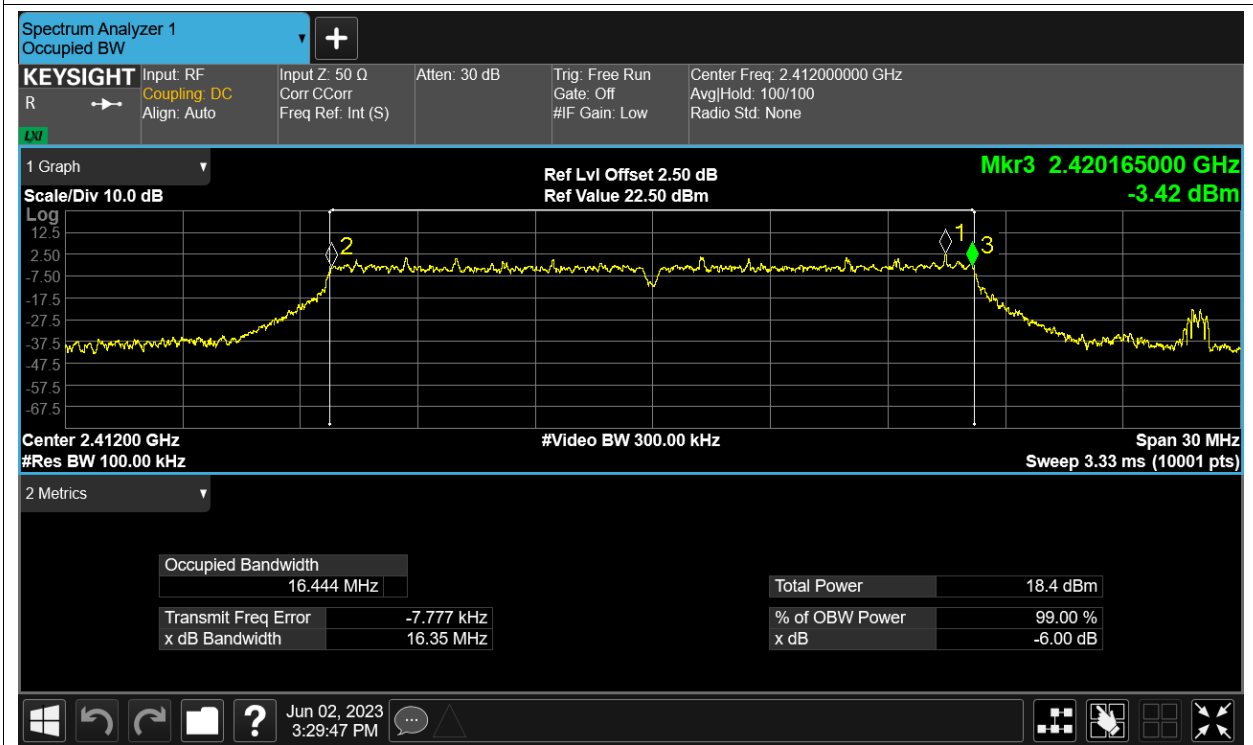 Spectrum Analyzer 1
Occupied BW
KEYSIGHT
R
LXI
Input: RF
Coupling: DC
Align: Auto
Input Z: 50 Ω
Corr CCorr
Freq Ref: Int (S)
Atten: 30 dB
Trig: Free Run
Gate: Off
#IF Gain: Low
Center Freq: 2.412000000 GHz
Avg|Hold: 100/100
Radio Std: None
1 Graph
Scale/Div 10.0 dB
Ref Lvl Offset 2.50 dB
Ref Value 22.50 dBm
Mkr3 2.420165000 GHz
-3.42 dBm
Log
12.5
2.50
-7.50
-17.5
-27.5
-37.5
-47.5
-57.5
-67.5
2
1
3
Center 2.41200 GHz
#Res BW 100.00 kHz
#Video BW 300.00 kHz
Span 30 MHz
Sweep 3.33 ms (10001 pts)
2 Metrics
Occupied Bandwidth
16.444 MHz
Transmit Freq Error -7.777 kHz
x dB Bandwidth 16.35 MHz
Total Power 18.4 dBm
% of OBW Power 99.00 %
x dB -6.00 dB
?
Jun 02, 2023
3:29:47 PM